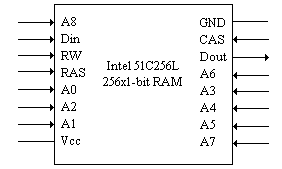 A8
Din
RW
RAS
A0
A2
A1
Vcc
Intel 51C256L
256x1-bit RAM
GND
CAS
Dout
A6
A3
A4
A5
A7